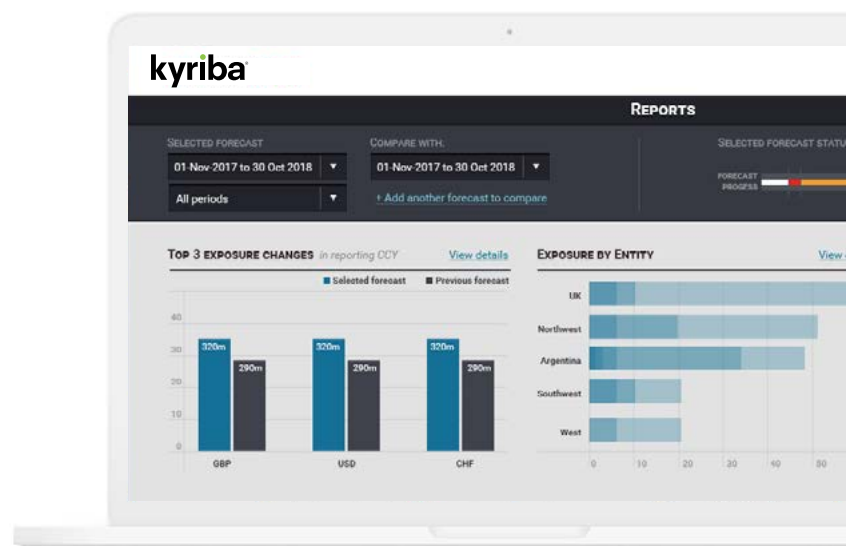 kyriba
REPORTS
SELECTED FORECAST
COMPARE WITH:
SELECTED FORECAST STATU
01-Nov-2017 to 30 Oct 2018
01-Nov-2017 to 30 Oct 2018
FORECAST
PROGESS
All periods
+ Add another forecast to compare
TOP 3 EXPOSURE CHANGES in reporting CCY
View details
EXPOSURE BY ENTITY
View
Selected forecast
Previous forecast
40
30
20
10
0
320m
290m
320m
290m
320m
290m
GBP
USD
CHF
UK
Northwest
Argentina
Southwest
West
0 10 20 30 40 50